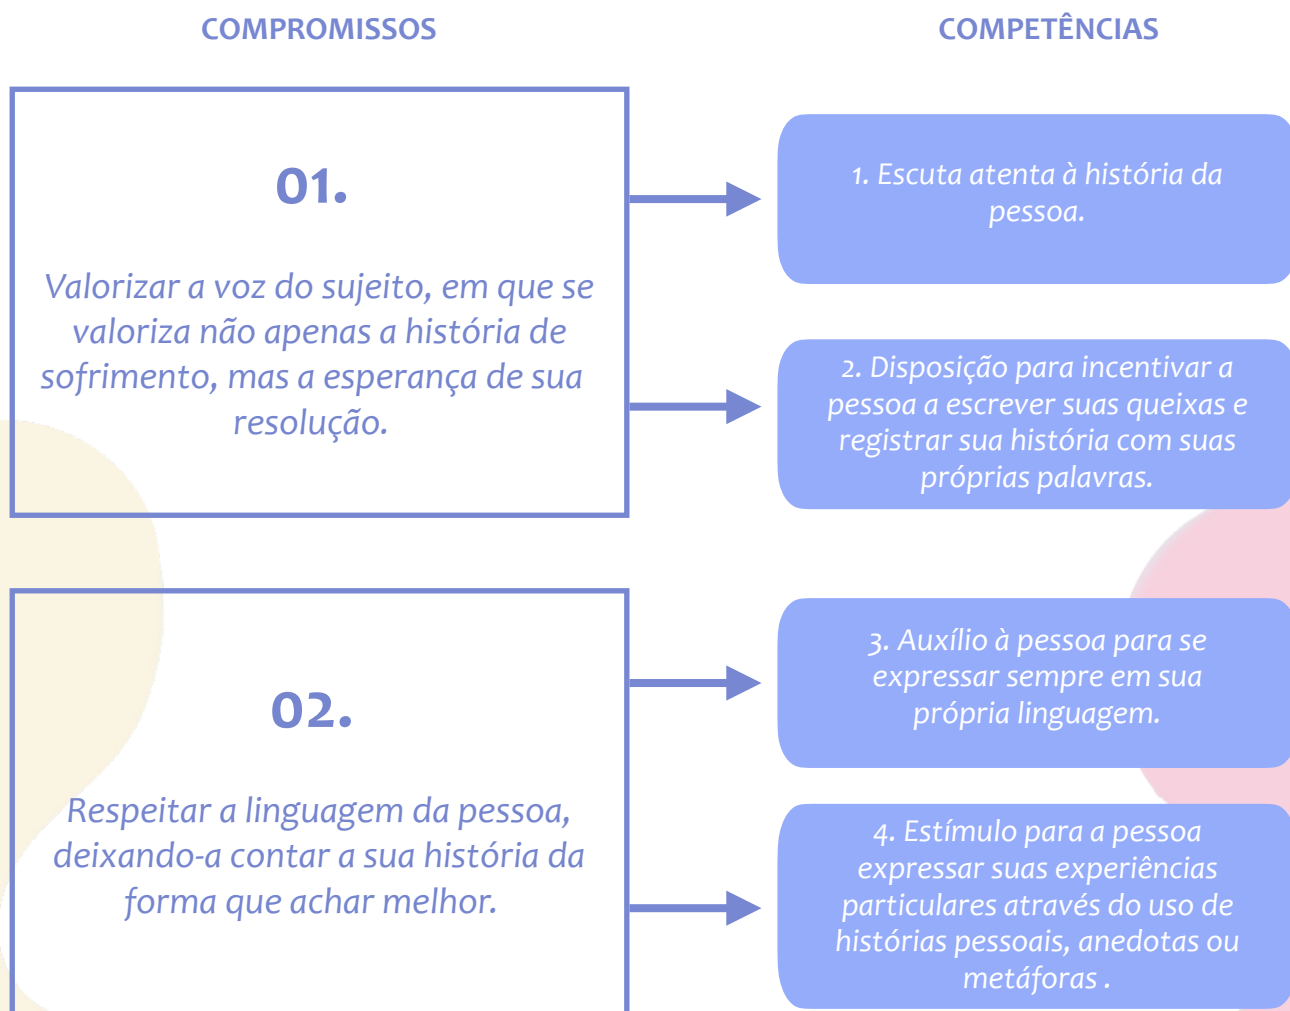 COMPROMISSOS
COMPETÊNCIAS
01.
Valorizar a voz do sujeito, em que se
valoriza não apenas a história de
sofrimento, mas a esperança de sua
resolução.
1. Escuta atenta à história da
pessoa.
2. Disposição para incentivar a
pessoa a escrever suas queixas e
registrar sua história com suas
próprias palavras.
02.
Respeitar a linguagem da pessoa,
deixando-a contar a sua história da
forma que achar melhor.
3. Auxílio à pessoa para se
expressar sempre em sua
própria linguagem.
4. Estímulo para a pessoa
expressar suas experiências
particulares através do uso de
histórias pessoais, anedotas ou
metáforas .